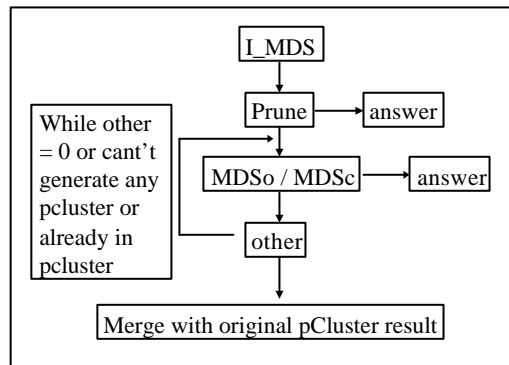 I_MDS
Prune
answer
While other
= 0 or cant't
generate any
pcluster or
already in
pcluster
MDSo / MDSc
answer
other
Merge with original pCluster result